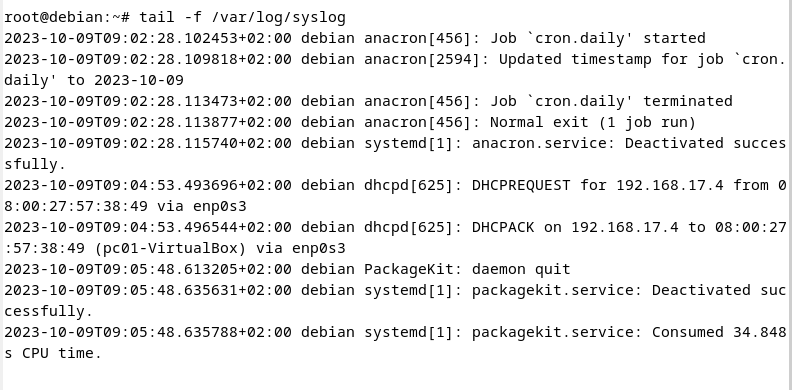 root@debian:~# tail -f /var/log/syslog
2023-10-09T09:02:28.102453+02:00 debian anacron[456]: Job `cron.daily' started
2023-10-09T09:02:28.109818+02:00 debian anacron[2594]: Updated timestamp for job `cron.
daily' to 2023-10-09
2023-10-09T09:02:28.113473+02:00 debian anacron[456]: Job `cron.daily' terminated
2023-10-09T09:02:28.113877+02:00 debian anacron[456]: Normal exit (1 job run)
2023-10-09T09:02:28.115740+02:00 debian systemd[1]: anacron.service: Deactivated succes
sfully.
2023-10-09T09:04:53.493696+02:00 debian dhcpd[625]: DHCPREQUEST for 192.168.17.4 from 0
8:00:27:57:38:49 via enp0s3
2023-10-09T09:04:53.496544+02:00 debian dhcpd[625]: DHCPACK on 192.168.17.4 to 08:00:27
:57:38:49 (pc01-VirtualBox) via enp0s3
2023-10-09T09:05:48.613205+02:00 debian PackageKit: daemon quit
2023-10-09T09:05:48.635631+02:00 debian systemd[1]: packagekit.service: Deactivated suc
cessfully.
2023-10-09T09:05:48.635788+02:00 debian systemd[1]: packagekit.service: Consumed 34.848
s CPU time.